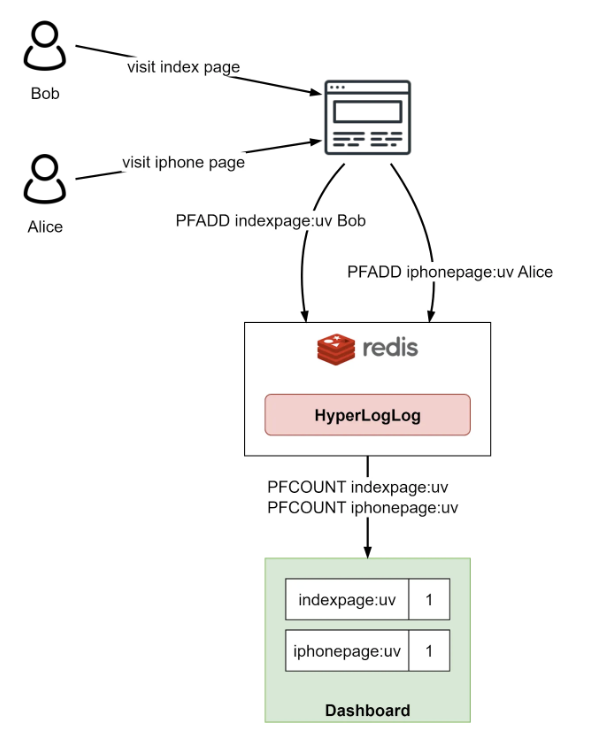 visit index page
Bob
visit iphone page
Alice
PFADD indexpage:uv Bob
PFADD iphonepage:uv Alice
redis
HyperLogLog
PFCOUNT indexpage:uv
PFCOUNT iphonepage:uv
indexpage:uv 1
iphonepage:uv 1
Dashboard